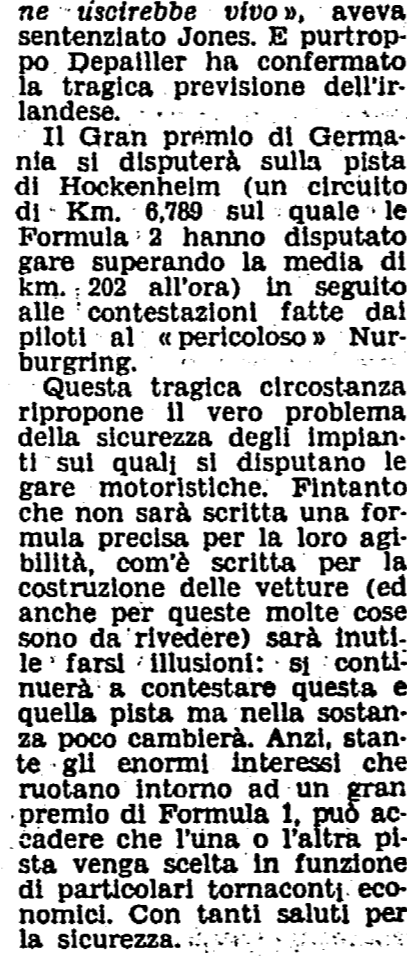 ne uscirebbe vivo», aveva
sentenziato Jones. E purtrop-
po Depailler ha confermato
la tragica previsione dell'ir-
landese.
Il Gran premio di Germa-
nia si disputerà sulla pista
di Hockenheim (un circuito
di Km. 6,789 sul quale le
Formula 2 hanno disputato
gare superando la media di
km. 202 all'ora) in seguito
alle contestazioni fatte dai
piloti al «pericoloso» Nur-
burgring.
Questa tragica circostanza
ripropone il vero problema
della sicurezza degli impian-
ti sui quali si disputano le
gare motoristiche. Fintanto
che non sarà scritta una for-
mula precisa per la loro agi-
bilità, com'è scritta per la
costruzione delle vetture (ed
anche per queste molte cose
sono da rivedere) sarà inuti-
le farsi illusioni: si conti-
nuerà a contestare questa e
quella pista ma nella sostan-
za poco cambierà. Anzi, stan-
te gli enormi interessi che
ruotano intorno ad un gran
premio di Formula 1, può ac-
cadere che l'una o l'altra pi-
sta venga scelta in funzione
di particolari tornaconti eco-
nomici. Con tanti saluti per
la sicurezza.